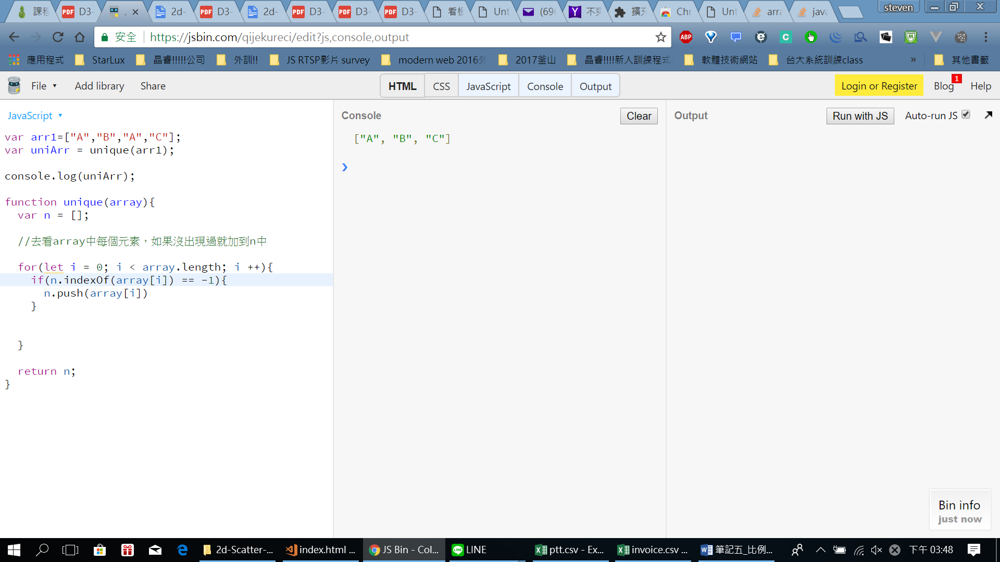 課程 D3- . 2d- D3- 2d- D3- D3- D3- 看板 Unt (69 不 擴充 Chr Unt arra java steven
安全 https://jsbin.com/qijekureci/edit?js,console,output ABP
應用程式 StarLux 晶睿!!!!!公司 外訓!! JS RTSP影片 survey modern web 2016外 2017釜山 晶睿!!!!新人訓練程式 軟體技術網站 台大系統訓練class » 其他書籤
File Add library Share HTML CSS JavaScript Console Output Login or Register Blog 1 Help
JavaScript
var arr1=["A","B","A","C"];
var uniArr = unique(arr1);
console.log(uniArr);
function unique(array){
var n = [];
//去看array中每個元素，如果沒出現過就加到n中
for(let i = 0; i < array.length; i ++){
if(n.indexOf(array[i]) == -1){
n.push(array[i])
}
}
return n;
}
Console Clear
["A", "B", "C"]
Output Run with JS Auto-run JS
Bin info
just now
2d-Scatter-... index.html ... JS Bin - Col... LINE ptt.csv - Ex... invoice.csv ... 筆記五_比例... 下午 03:48